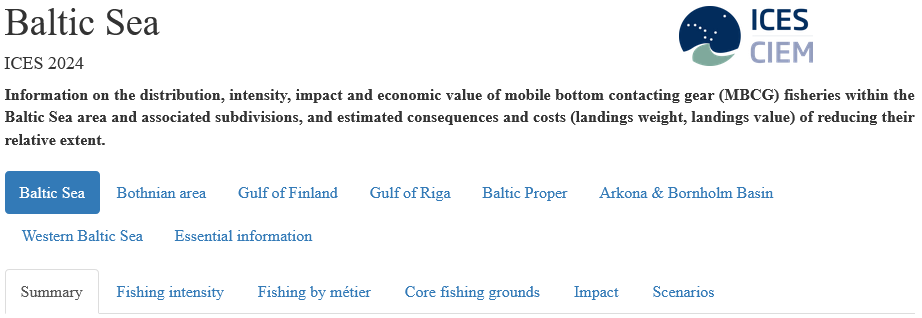 Baltic Sea
ICES
CIEM
ICES 2024
Information on the distribution, intensity, impact and economic value of mobile bottom contacting gear (MBCG) fisheries within the
Baltic Sea area and associated subdivisions, and estimated consequences and costs (landings weight, landings value) of reducing their
relative extent.
Baltic Sea Bothnian area Gulf of Finland Gulf of Riga Baltic Proper Arkona & Bornholm Basin
Western Baltic Sea Essential information
Summary Fishing intensity Fishing by métier Core fishing grounds Impact Scenarios